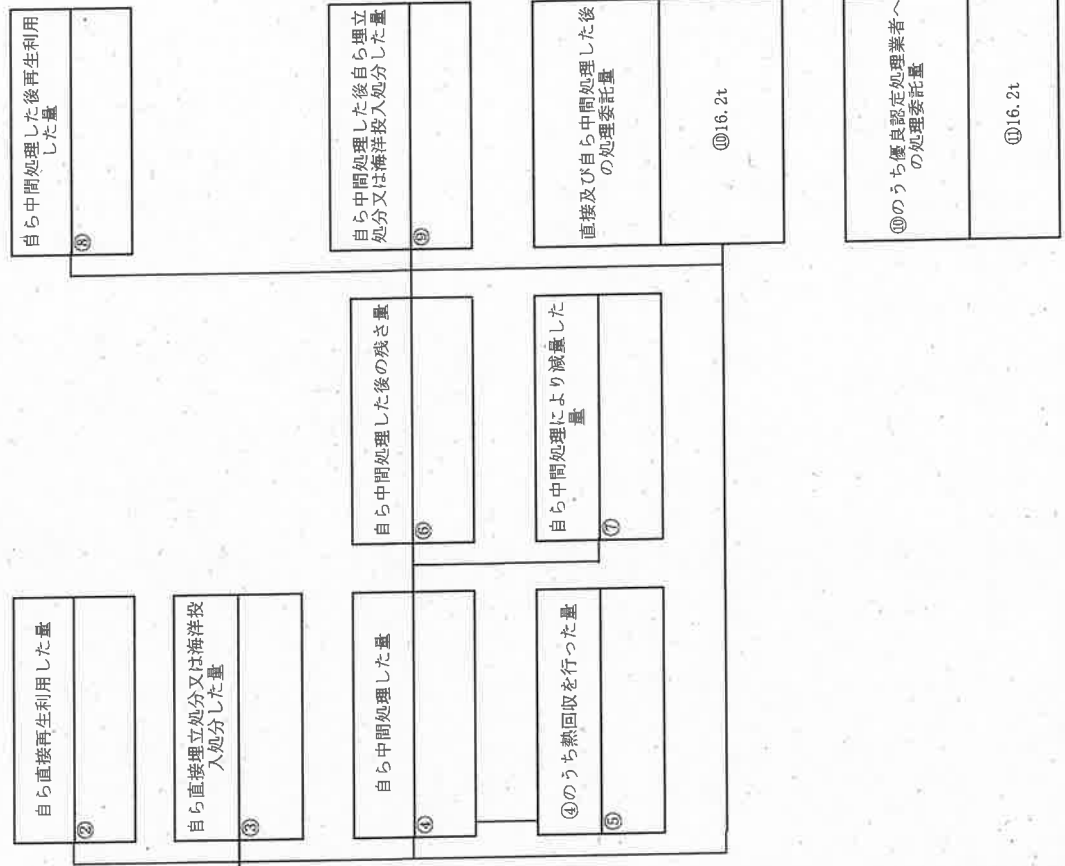 自ら直接再生利用した量
②
自ら直接埋立処分又は海洋投
入処分した量
③
自ら中間処理した量
④
④のうち熱回収を行った量
⑤
自ら中間処理した後の残さ量
⑥
自ら中間処理により減量した
量
⑦
自ら中間処理した後再生利用
した量
⑧
自ら中間処理した後自ら埋立
処分又は海洋投入処分した量
⑨
直接及び自ら中間処理した後
の処理委託量
⑩16.2t
⑩のうち優良認定処理業者へ
の処理委託量
⑪16.2t